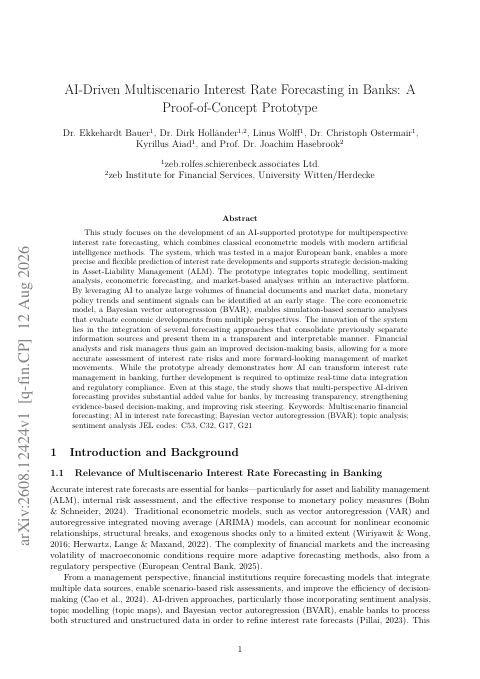 AI-Driven Multiscenario Interest Rate Forecasting in Banks: A
Proof-of-Concept Prototype
Dr. Ekkehardt Bauer¹, Dr. Dirk Holländer¹,², Linus Wolff¹, Dr. Christoph Ostermair¹,
Kyrillus Aiad¹, and Prof. Dr. Joachim Hasebrook²
¹zeb.rolfes.schierenbeck.associates Ltd.
²zeb Institute for Financial Services, University Witten/Herdecke
Abstract
This study focuses on the development of an AI-supported prototype for multiperspective
interest rate forecasting, which combines classical econometric models with modern artificial
intelligence methods. The system, which was tested in a major European bank, enables a more
precise and flexible prediction of interest rate developments and supports strategic decision-making
in Asset-Liability Management (ALM). The prototype integrates topic modelling, sentiment
analysis, econometric forecasting, and market-based analyses within an interactive platform.
By leveraging AI to analyze large volumes of financial documents and market data, monetary
policy trends and sentiment signals can be identified at an early stage. The core econometric
model, a Bayesian vector autoregression (BVAR), enables simulation-based scenario analyses
that evaluate economic developments from multiple perspectives. The innovation of the system
lies in the integration of several forecasting approaches that consolidate previously separate
information sources and present them in a transparent and interpretable manner. Financial
analysts and risk managers thus gain an improved decision-making basis, allowing for a more
accurate assessment of interest rate risks and more forward-looking management of market
movements. While the prototype already demonstrates how AI can transform interest rate
management in banking, further development is required to optimize real-time data integration
and regulatory compliance. Even at this stage, the study shows that multi-perspective AI-driven
forecasting provides substantial added value for banks, by increasing transparency, strengthening
evidence-based decision-making, and improving risk steering. Keywords: Multiscenario financial
forecasting; AI in interest rate forecasting; Bayesian vector autoregression (BVAR); topic analysis;
sentiment analysis JEL codes: C53, C32, G17, G21
1 Introduction and Background
1.1 Relevance of Multiscenario Interest Rate Forecasting in Banking
Accurate interest rate forecasts are essential for banks—particularly for asset and liability management
(ALM), internal risk assessment, and the effective response to monetary policy measures (Bohn
& Schneider, 2024). Traditional econometric models, such as vector autoregression (VAR) and
autoregressive integrated moving average (ARIMA) models, can account for nonlinear economic
relationships, structural breaks, and exogenous shocks only to a limited extent (Wiriyawit & Wong,
2016; Herwartz, Lange & Maxand, 2022). The complexity of financial markets and the increasing
volatility of macroeconomic conditions require more adaptive forecasting methods, also from a
regulatory perspective (European Central Bank, 2025).
From a management perspective, financial institutions require forecasting models that integrate
multiple data sources, enable scenario-based risk assessments, and improve the efficiency of decision-
making (Cao et al., 2024). AI-driven approaches, particularly those incorporating sentiment analysis,
topic modelling (topic maps), and Bayesian vector autoregression (BVAR), enable banks to process
both structured and unstructured data in order to refine interest rate forecasts (Pillai, 2023). This
1
arXiv:2608.12424v1 [q-fin.CP] 12 Aug 2026